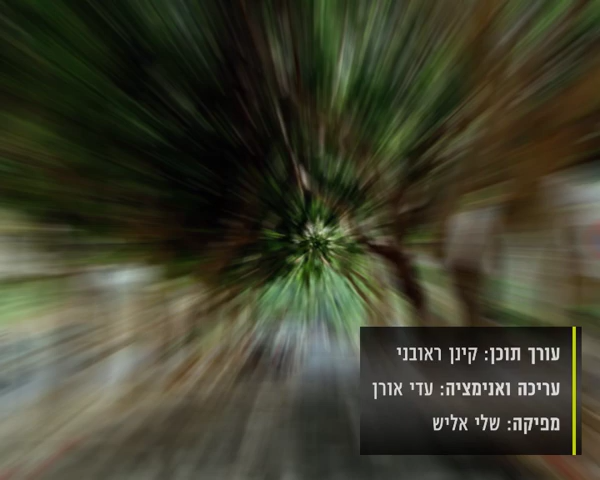 עורך תוכן: קינן ראובני
עריכה ואנימציה: עדי אורן
מפיקה: שלי אליש